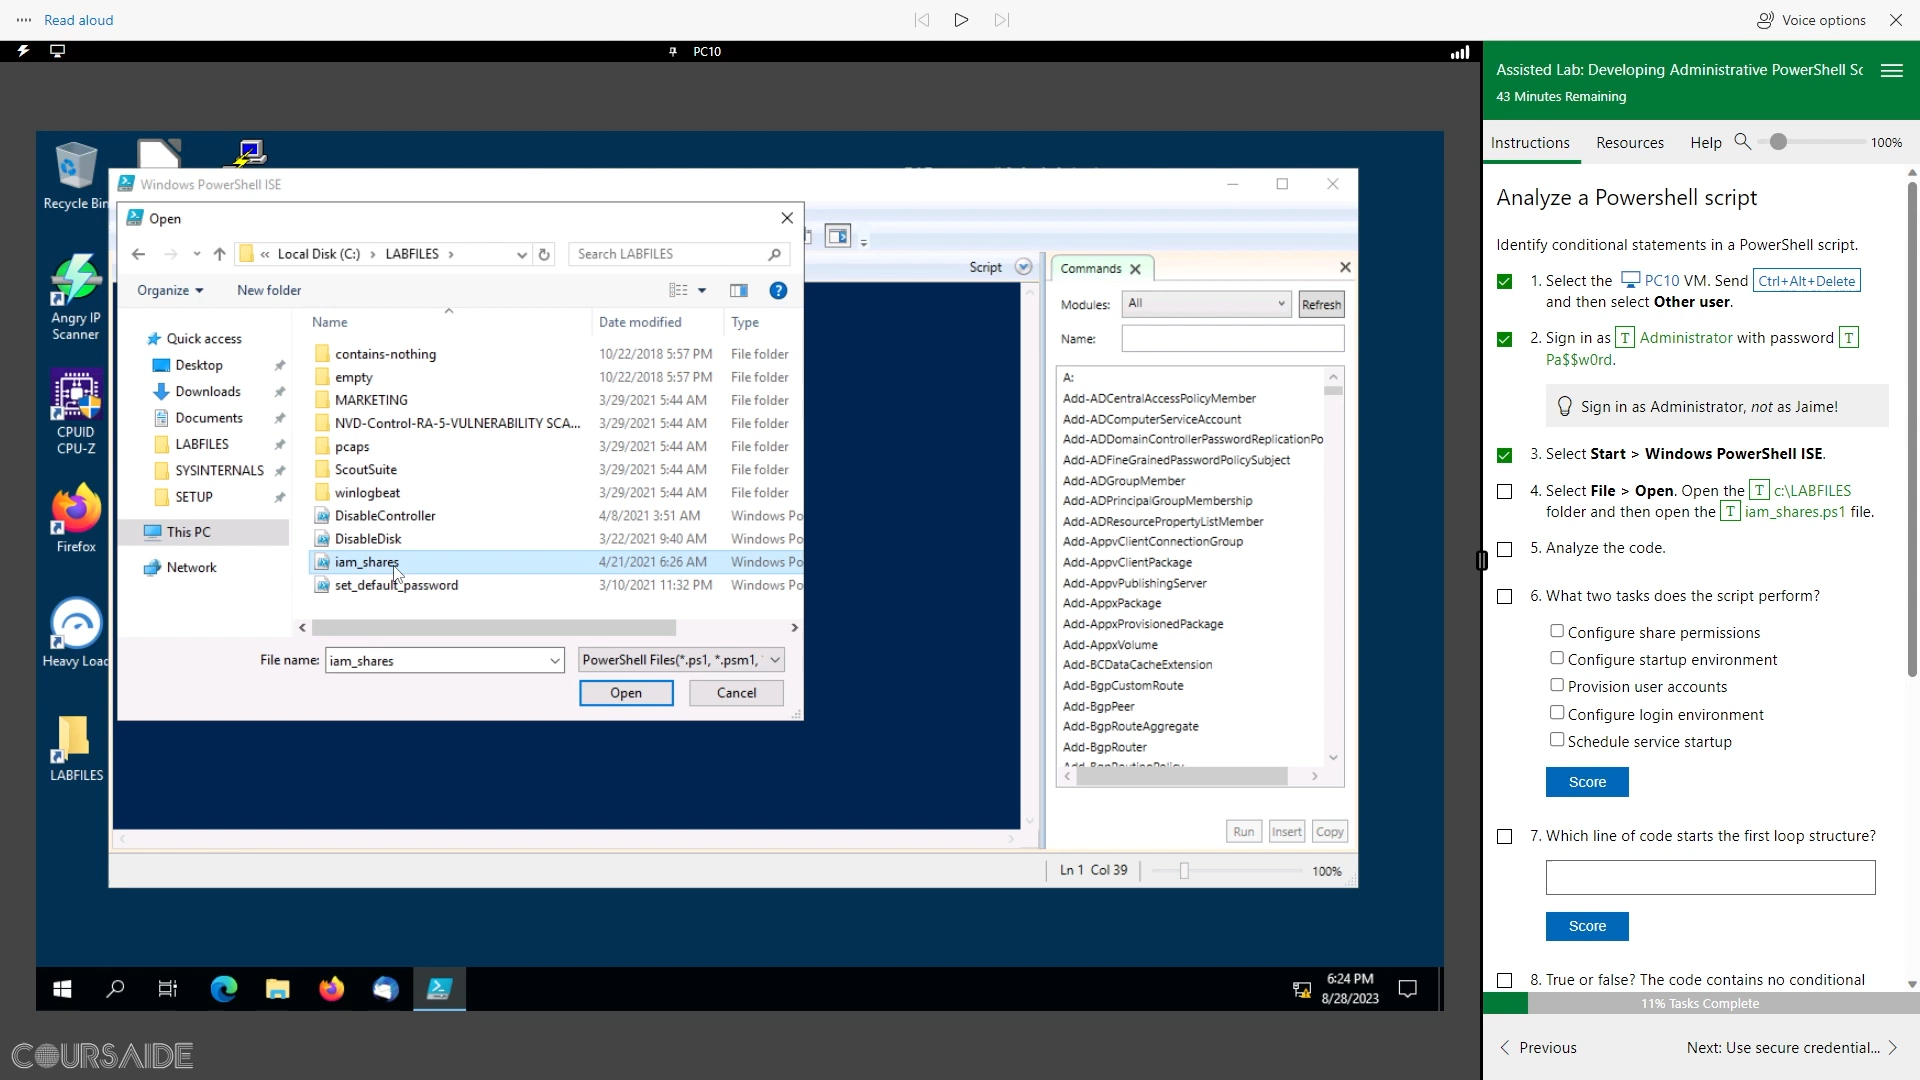 Read aloud
Voice options
PC10
Assisted Lab: Developing Administrative PowerShell Sc
43 Minutes Remaining
Instructions Resources Help 100%
Recycle Bin
Angry IP
Scanner
CPUID
CPU-Z
Firefox
Heavy Load
LABFILES
Windows PowerShell ISE
Open
« Local Disk (C:) > LABFILES >
Search LABFILES
Organize New folder
Quick access
Desktop
Downloads
Documents
LABFILES
SYSINTERNALS
SETUP
This PC
Network
Name Date modified Type
contains-nothing 10/22/2018 5:57 PM File folder
empty 10/22/2018 5:57 PM File folder
MARKETING 3/29/2021 5:44 AM File folder
NVD-Control-RA-5-VULNERABILITY SCA... 3/29/2021 5:44 AM File folder
pcaps 3/29/2021 5:44 AM File folder
ScoutSuite 3/29/2021 5:44 AM File folder
winlogbeat 3/29/2021 5:44 AM File folder
DisableController 4/8/2021 3:51 AM Windows Po
DisableDisk 3/22/2021 9:40 AM Windows Po
iam_shares 4/21/2021 6:26 AM Windows Po
set_default_password 3/10/2021 11:32 PM Windows Po
File name: iam_shares PowerShell Files(*.ps1, *.psm1,
Open Cancel
Script
Commands
Modules: All Refresh
Name:
A:
Add-ADCentralAccessPolicyMember
Add-ADComputerServiceAccount
Add-ADDomainControllerPasswordReplicationPo
Add-ADFineGrainedPasswordPolicySubject
Add-ADGroupMember
Add-ADPrincipalGroupMembership
Add-ADResourcePropertyListMember
Add-AppvClientConnectionGroup
Add-AppvClientPackage
Add-AppvPublishingServer
Add-AppxPackage
Add-AppxProvisionedPackage
Add-AppxVolume
Add-BCDataCacheExtension
Add-BgpCustomRoute
Add-BgpPeer
Add-BgpRouteAggregate
Add-BgpRouter
Run Insert Copy
Ln 1 Col 39 100%
6:24 PM
8/28/2023
COURSAIDE
Analyze a Powershell script
Identify conditional statements in a PowerShell script.
1. Select the PC10 VM. Send Ctrl+Alt+Delete
and then select Other user.
2. Sign in as T Administrator with password T
Pa$$w0rd.
Sign in as Administrator, not as Jaime!
3. Select Start > Windows PowerShell ISE.
4. Select File > Open. Open the T c:\LABFILES
folder and then open the T iam_shares.ps1 file.
5. Analyze the code.
6. What two tasks does the script perform?
Configure share permissions
Configure startup environment
Provision user accounts
Configure login environment
Schedule service startup
Score
7. Which line of code starts the first loop structure?
Score
8. True or false? The code contains no conditional
11% Tasks Complete
Previous
Next: Use secure credential...